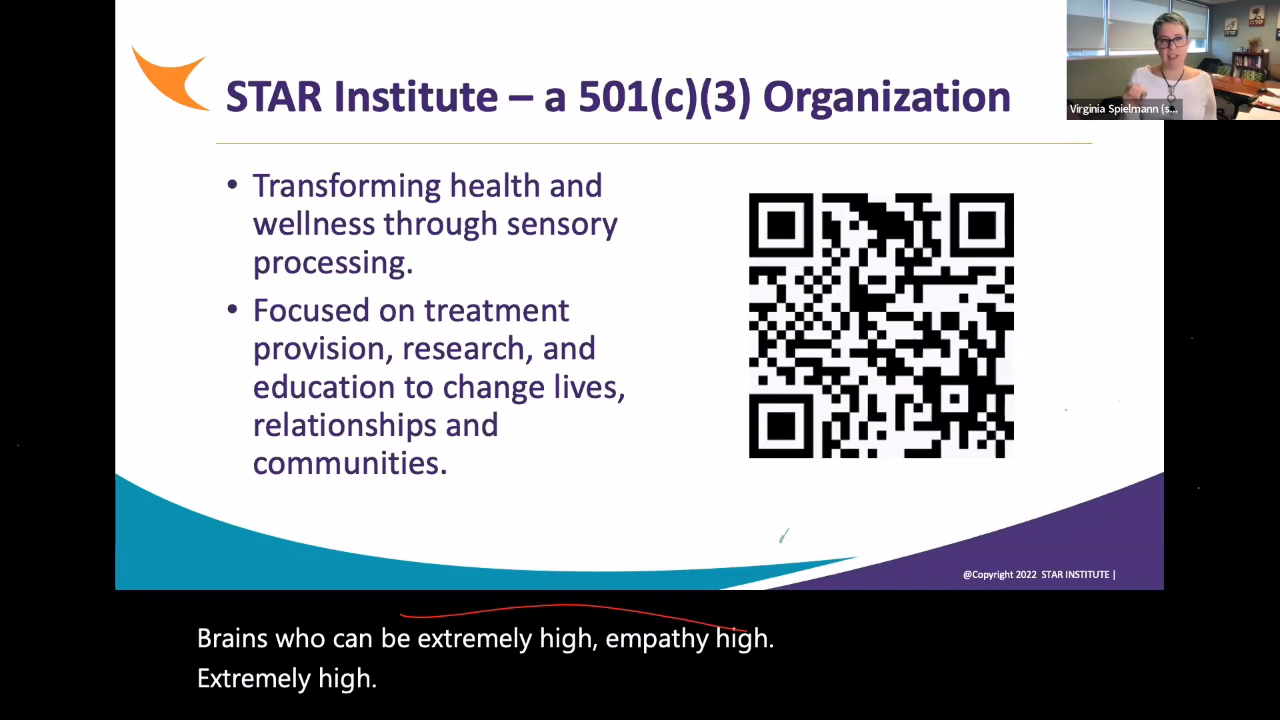 STAR Institute – a 501(c)(3) Organization
Virginia Spielmann (s...
• Transforming health and
wellness through sensory
processing.
• Focused on treatment
provision, research, and
education to change lives,
relationships and
communities.
@Copyright 2022 STAR INSTITUTE |
Brains who can be extremely high, empathy high.
Extremely high.